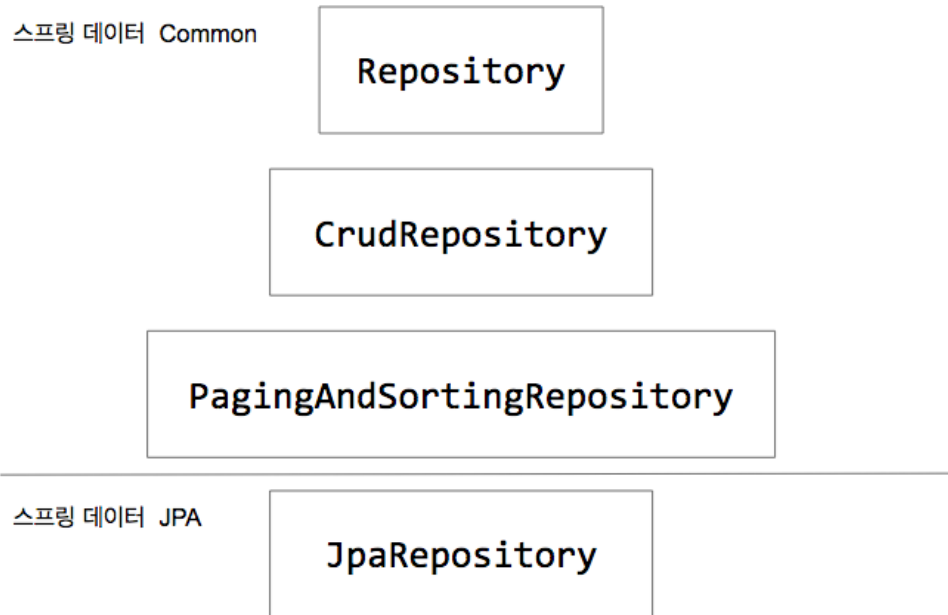 스프링 데이터 Common
Repository
CrudRepository
PagingAndSortingRepository
스프링 데이터 JPA
JpaRepository